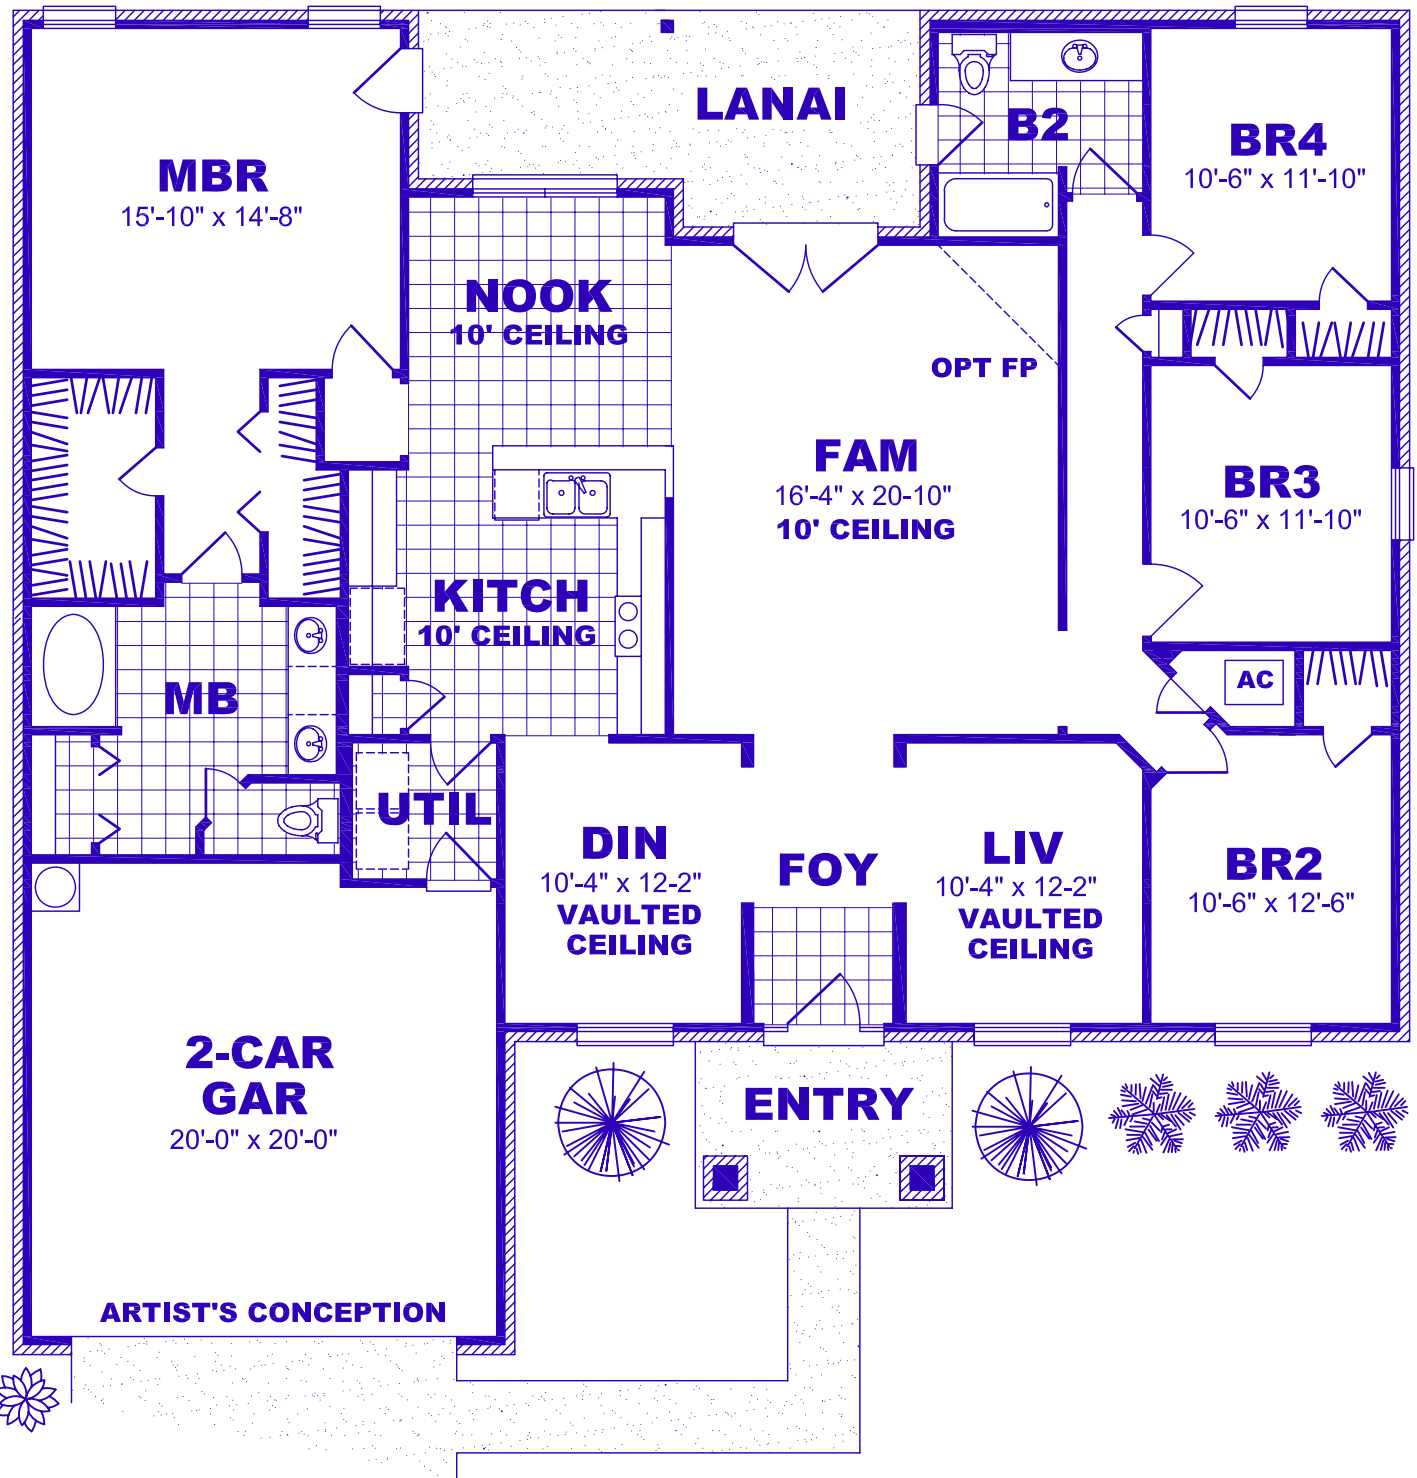 LANAI
B2
BR4
10'-6" x 11'-10"
MBR
15'-10" x 14'-8"
NOOK
10' CEILING
OPT FP
FAM
16'-4" x 20-10"
10' CEILING
BR3
10'-6" x 11'-10"
KITCH
10' CEILING
MB
AC
UTIL
DIN
10'-4" x 12-2"
VAULTED
CEILING
FOY
LIV
10'-4" x 12-2"
VAULTED
CEILING
BR2
10'-6" x 12'-6"
2-CAR
GAR
20'-0" x 20'-0"
ENTRY
ARTIST'S CONCEPTION